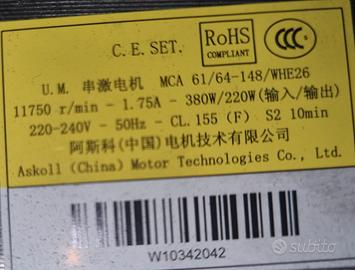 C.E.SET.
RoHS
COMPLIANT
CCC
U.M. 串激电机 MCA 61/64-148/WHE26
11750 r/min - 1.75A - 380W/220W(输入/输出)
220-240V - 50Hz - CL.155 (F) S2 10min
阿斯科(中国)电机技术有限公司
Askoll (China) Motor Technologies Co., Ltd.
W10342042
subito